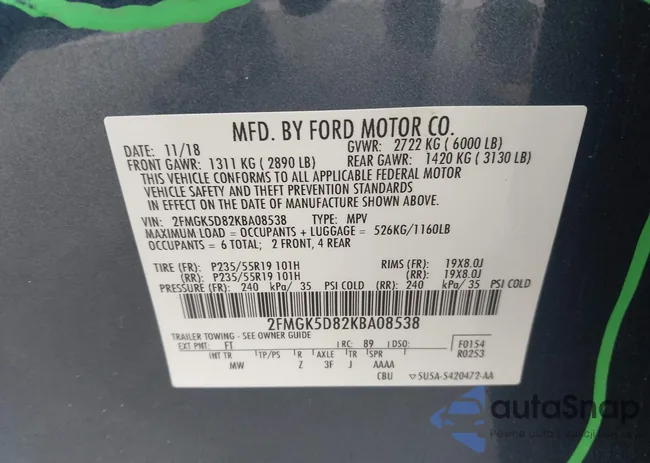 MFD. BY FORD MOTOR CO.
DATE: 11/18 GVWR: 2722 KG ( 6000 LB)
FRONT GAWR: 1311 KG ( 2890 LB) REAR GAWR: 1420 KG ( 3130 LB)
THIS VEHICLE CONFORMS TO ALL APPLICABLE FEDERAL MOTOR
VEHICLE SAFETY AND THEFT PREVENTION STANDARDS
IN EFFECT ON THE DATE OF MANUFACTURE SHOWN ABOVE.
VIN: 2FMGK5D82KBA08538 TYPE: MPV
MAXIMUM LOAD = OCCUPANTS + LUGGAGE = 526KG/1160LB
OCCUPANTS = 6 TOTAL; 2 FRONT, 4 REAR
TIRE (FR): P235/55R19 101H RIMS (FR): 19X8.0J
(RR): P235/55R19 101H (RR): 19X8.0J
PRESSURE (FR): 240 kPa/ 35 PSI COLD (RR): 240 kPa/ 35 PSI COLD
2FMGK5D82KBA08538
TRAILER TOWING - SEE OWNER GUIDE
EXT PNT: FT RC: 89 DSO: F0154
INT TR TP/PS R AXLE TR SPR R0253
MW Z 3F J AAAA
CBU 5U5A-5420472-AA
autaSnap